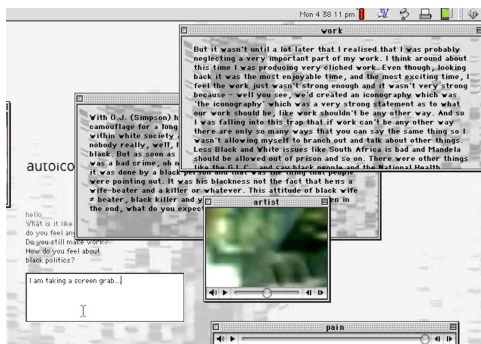 Mon 4 38 11 pm
work
But it wasn't until a lot later that I realised that I was probably
neglecting a very important part of my work. I think around about
this time I was producing very cliched work. Even though, looking
back it was the most enjoyable time, and the most exciting time, I
feel the work just wasn't strong enough and it wasn't very strong
because - well you see, we'd created an iconography which was
'the iconography' which was a very strong statement as to what
our work should be, like work shouldn't be any other way. And so
I was falling into this trap that if work can't be any other way
there are only so many ways that you can say the same thing so I
wasn't allowing myself to branch out and talk about other things.
Less Black and White issues like South Africa is bad and Mandela
should be allowed out of prison and so on. There were other things
like the G.L.C. and say black people and the National Health
With O.J. (Simpson) h
camouflage for a long
within white society
nobody really, well, I
black. But as soon as
was a bad crime, oh n
it was done by a black person and that was the thing that people
were pointing out. It was his blackness not the fact that he's a
wife-beater and a killer or whatever. This attitude of black wife
≠ beater, black killer and y
en in
the end, what do you expect
autoico
hello
What is it like
do you feel any
Do you still make work?
How do you feel about
black politics?
I am taking a screen grab...
artist
pain